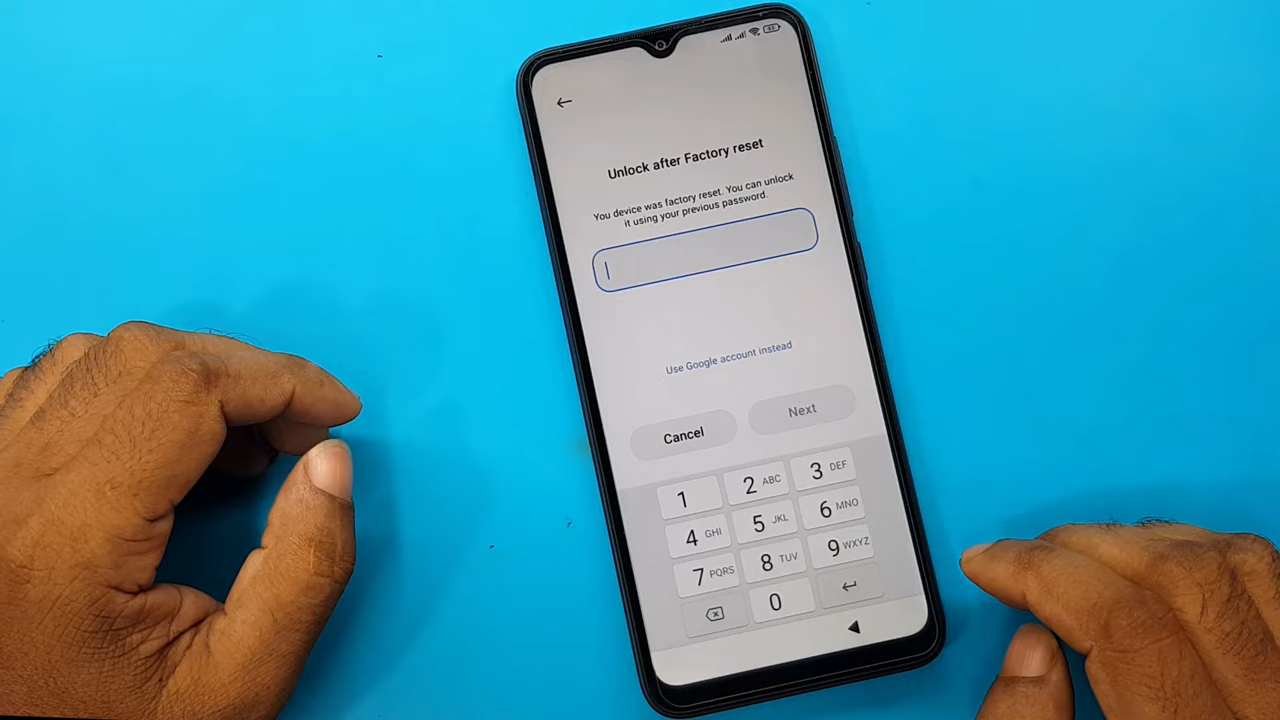 Unlock after Factory reset
You device was factory reset. You can unlock
it using your previous password.
Use Google account instead
Cancel
Next
1
2 ABC
3 DEF
4 GHI
5 JKL
6 MNO
7 PQRS
8 TUV
9 WXYZ
0